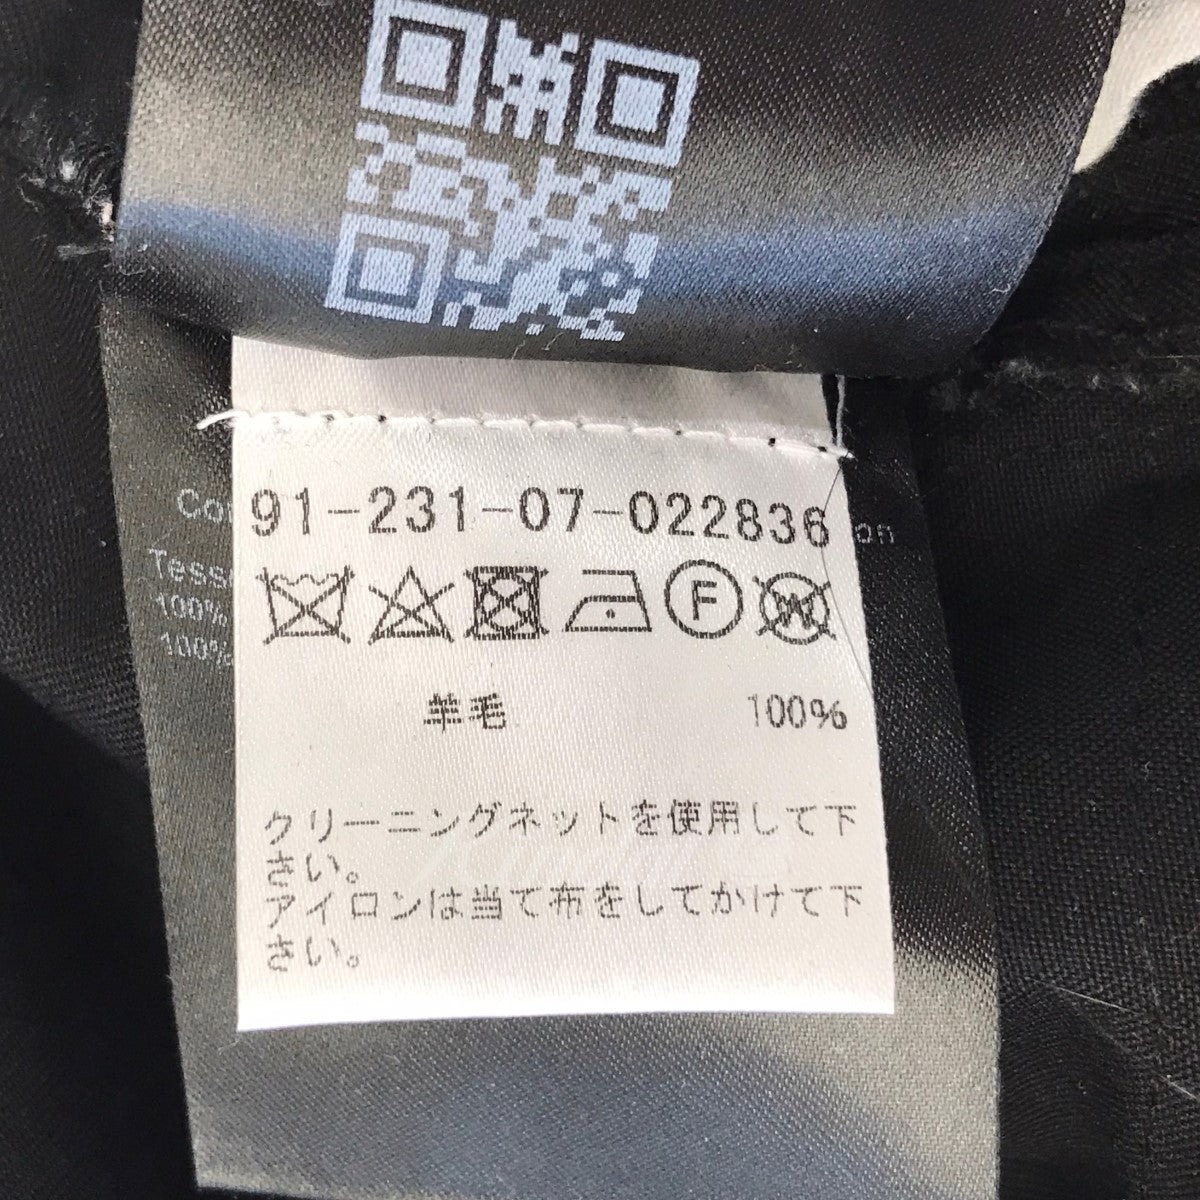 91-231-07-022836
F
W
羊毛 100%
クリーニングネットを使用して下
さい。
アイロンは当て布をしてかけて下
さい。
100%
100%